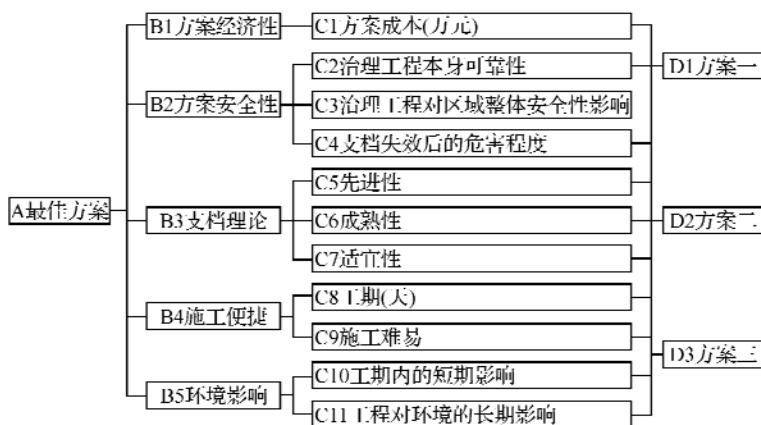 A最佳方案
B1方案经济性
B2方案安全性
B3支档理论
B4施工便捷
B5环境影响
C1方案成本(万元)
C2治理工程本身可靠性
C3治理工程对区域整体安全性影响
C4支档失效后的危害程度
C5先进性
C6成熟性
C7适宜性
C8工期(天)
C9施工难易
C10工期内的短期影响
C11工程对环境的长期影响
D1方案一
D2方案二
D3方案三